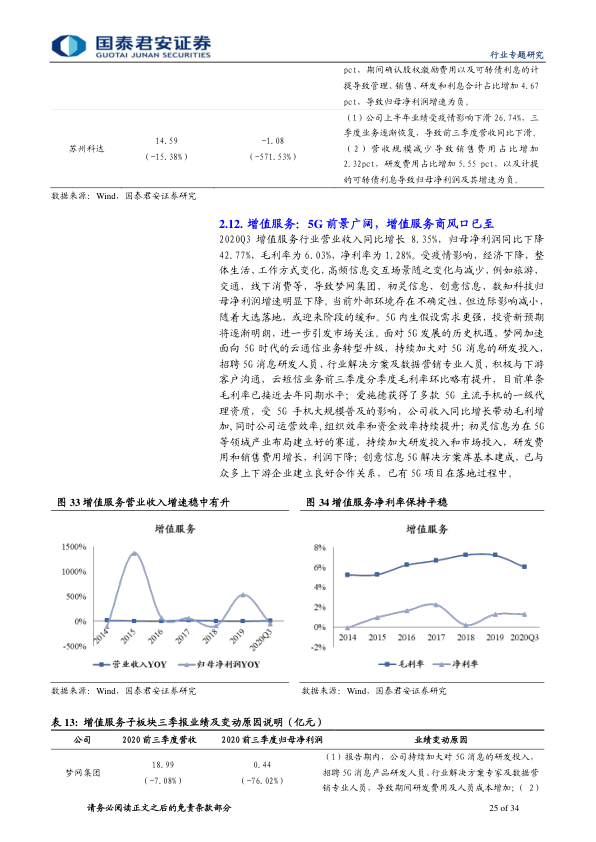 国泰君安证券
GUOTAI JUNAN SECURITIES
行业专题研究
pct，期间确认股权激励费用以及可转债利息的计
提导致管理、销售、研发和利息合计占比增加 4.67
pct，导致归母净利润增速为负。
苏州科达
14.59
（-15.38%）
-1.08
（-571.53%）
（1）公司上半年业绩受疫情影响下滑 26.74%，三
季度业务逐渐恢复，导致前三季度营收同比下滑。
（2）营收规模减少导致销售费用占比增加
2.32pct，研发费用占比增加 5.55 pct，以及计提
的可转债利息导致归母净利润及其增速为负。
数据来源：Wind，国泰君安证券研究
2.12. 增值服务：5G 前景广阔，增值服务商风口已至
2020Q3 增值服务行业营业收入同比增长 8.35%，归母净利润同比下降
42.77%，毛利率为 6.03%，净利率为 1.28%。受疫情影响，经济下降，整
体生活、工作方式变化，高频信息交互场景随之变化与减少，例如旅游，
交通，线下消费等，导致梦网集团、初灵信息、创意信息、数知科技归
母净利润增速明显下降。当前外部环境存在不确定性，但边际影响减小，
随着大选落地，或迎来阶段的缓和。5G 内生假设需求更强，投资新预期
将逐渐明朗，进一步引发市场关注。面对 5G 发展的历史机遇，梦网加速
面向 5G 时代的云通信业务转型升级，持续加大对 5G 消息的研发投入，
招聘 5G 消息研发人员、行业解决方案及数据营销专业人员，积极与下游
客户沟通，云短信业务前三季度分季度毛利率环比略有提升，目前单条
毛利率已接近去年同期水平； 爱施德获得了多款 5G 主流手机的一级代
理资质，受 5G 手机大规模普及的影响，公司收入同比增长带动毛利增
加，同时公司运营效率、组织效率和资金效率持续提升；初灵信息为在 5G
等领域产业布局建立好的赛道，持续加大研发投入和市场投入，研发费
用和销售费用增长，利润下降；创意信息 5G 解决方案库基本建成，已与
众多上下游企业建立良好合作关系，已有 5G 项目在落地过程中。
图 33 增值服务营业收入增速稳中有升
增值服务
1500%
1000%
500%
0%
-500%
2014
2015
2016
2017
2018
2019
2020Q3
营业收入YOY
归母净利润YOY
数据来源：Wind，国泰君安证券研究
图 34 增值服务净利率保持平稳
增值服务
8%
6%
4%
2%
0%
-2%
2014
2015
2016
2017
2018
2019
2020Q3
毛利率
净利率
数据来源：Wind，国泰君安证券研究
表 13：增值服务子板块三季报业绩及变动原因说明（亿元）
公司
2020 前三季度营收
2020 前三季度归母净利润
业绩变动原因
梦网集团
18.99
（-7.08%）
0.44
（-76.02%）
（1）报告期内，公司持续加大对 5G 消息的研发投入、
招聘 5G 消息产品研发人员、行业解决方案专家及数据营
销专业人员，导致期间研发费用及人员成本增加；（2）
请务必阅读正文之后的免责条款部分
25 of 34